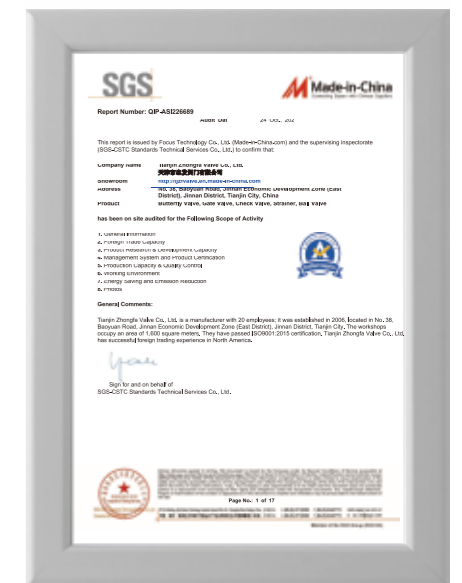 SGS
Made-in-China
Connecting Buyers with Chinese Suppliers
Report Number: QIP-ASI226689
Audit Dat 24 Oct., 202
This report is issued by Focus Technology Co., Ltd. (Made-in-China.com) and the supervising inspectorate
(SGS-CSTC Standards Technical Services Co., Ltd.) to confirm that:
Company Name Tianjin Zhongfa Valve Co., Ltd.
Showroom
Address No. 36, Baoyuan Road, Jinnan Economic Development Zone (East
District), Jinnan District, Tianjin City, China
Product Butterfly Valve, Gate Valve, Check Valve, Strainer, Ball Valve
has been on site audited for the Following Scope of Activity
1. General Information
2. Foreign Trade Capacity
3. Product Research & Development Capacity
4. Management System and Product Certification
5. Production Capacity & Quality Control
6. Working Environment
7. Energy Saving and Emission Reduction
8. Photos
General Comments:
Tianjin Zhongfa Valve Co., Ltd. is a manufacturer with 20 employees; it was established in 2006, located in No. 36,
Baoyuan Road, Jinnan Economic Development Zone (East District), Jinnan District, Tianjin City. The workshops
occupy an area of 1,600 square meters, They have passed ISO9001:2015 certification, Tianjin Zhongfa Valve Co., Ltd.
has successful foreign trading experience in North America.
Sign for and on behalf of
SGS-CSTC Standards Technical Services Co., Ltd.
Page No.: 1 of 17